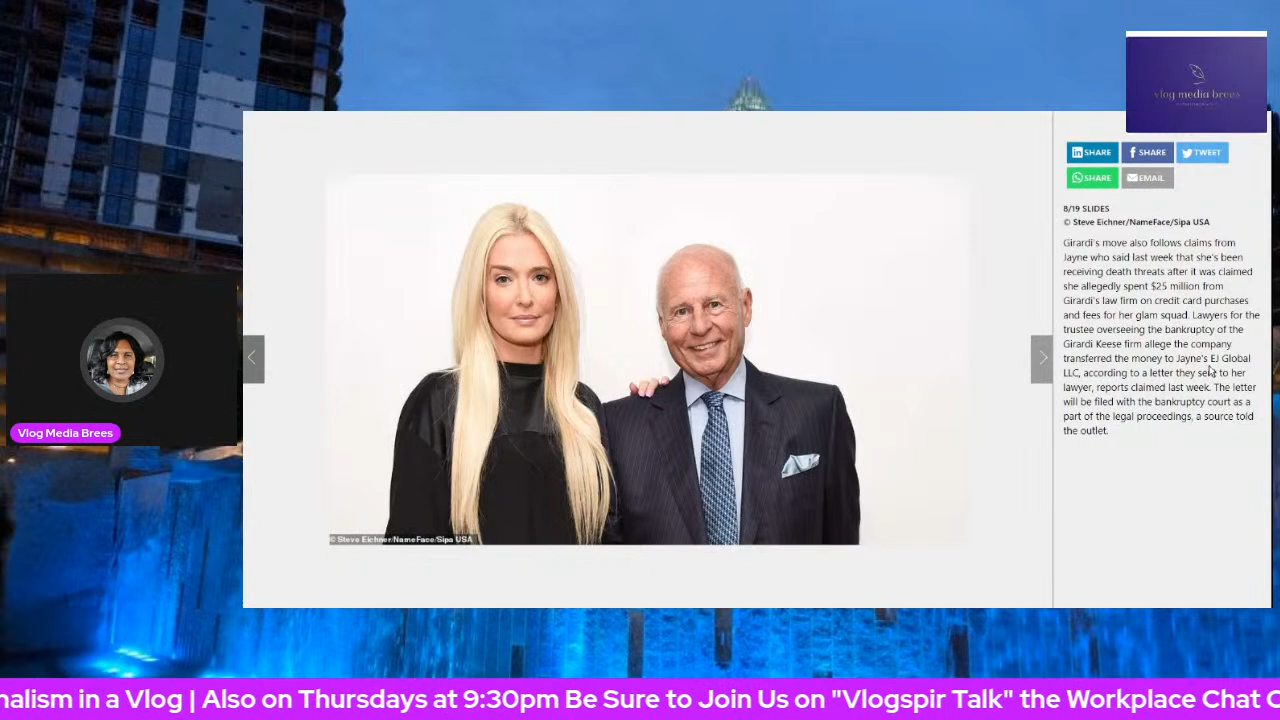 vlog media brees
SHARE
SHARE
TWEET
SHARE
EMAIL
8/19 SLIDES
© Steve Eichner/NameFace/Sipa USA
Girardi's move also follows claims from
Jayne who said last week that she's been
receiving death threats after it was claimed
she allegedly spent $25 million from
Girardi's law firm on credit card purchases
and fees for her glam squad. Lawyers for the
trustee overseeing the bankruptcy of the
Girardi Keese firm allege the company
transferred the money to Jayne's EJ Global
LLC, according to a letter they sent to her
lawyer, reports claimed last week. The letter
will be filed with the bankruptcy court as a
part of the legal proceedings, a source told
the outlet.
© Steve Eichner/NameFace/Sipa USA
Vlog Media Brees
nalism in a Vlog | Also on Thursdays at 9:30pm Be Sure to Join Us on "Vlogspir Talk" the Workplace Chat